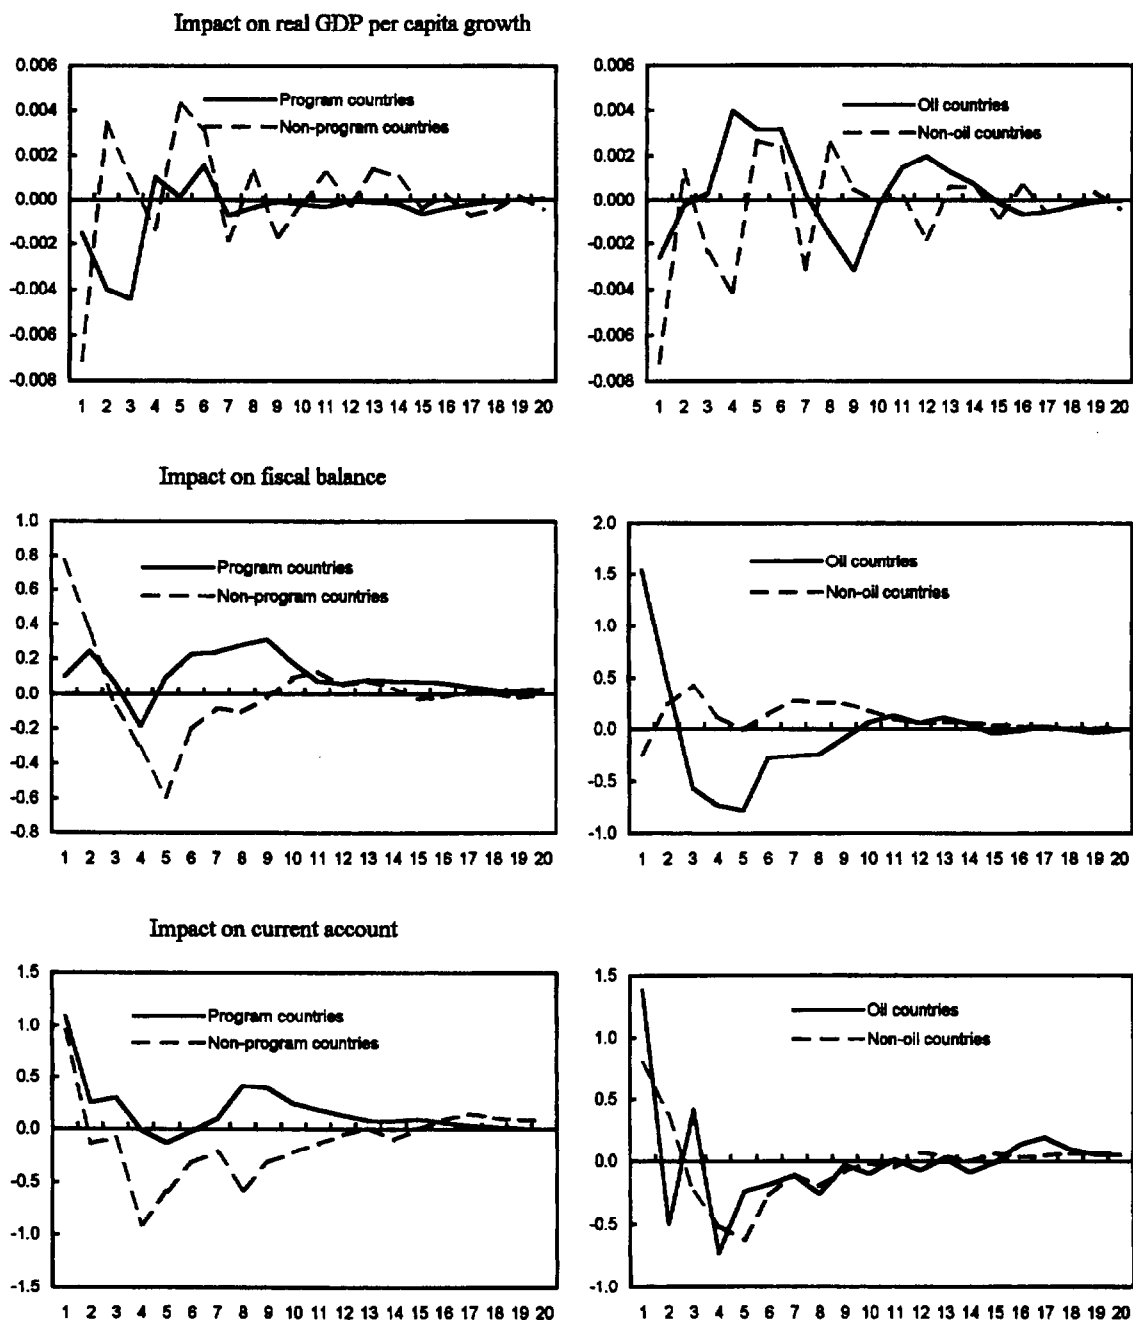 Impact on real GDP per capita growth
0.006
0.004
0.002
0.000
-0.002
-0.004
-0.006
-0.008
Program countries
Non-program countries
1 2 3 4 5 6 7 8 9 10 11 12 13 14 15 16 17 18 19 20
0.006
0.004
0.002
0.000
-0.002
-0.004
-0.006
-0.008
Oil countries
Non-oil countries
1 2 3 4 5 6 7 8 9 10 11 12 13 14 15 16 17 18 19 20
Impact on fiscal balance
1.0
0.8
0.6
0.4
0.2
0.0
-0.2
-0.4
-0.6
-0.8
Program countries
Non-program countries
1 2 3 4 5 6 7 8 9 10 11 12 13 14 15 16 17 18 19 20
2.0
1.5
1.0
0.5
0.0
-0.5
-1.0
Oil countries
Non-oil countries
1 2 3 4 5 6 7 8 9 10 11 12 13 14 15 16 17 18 19 20
Impact on current account
1.5
1.0
0.5
0.0
-0.5
-1.0
-1.5
Program countries
Non-program countries
1 2 3 4 5 6 7 8 9 10 11 12 13 14 15 16 17 18 19 20
1.5
1.0
0.5
0.0
-0.5
-1.0
Oil countries
Non-oil countries
1 2 3 4 5 6 7 8 9 10 11 12 13 14 15 16 17 18 19 20